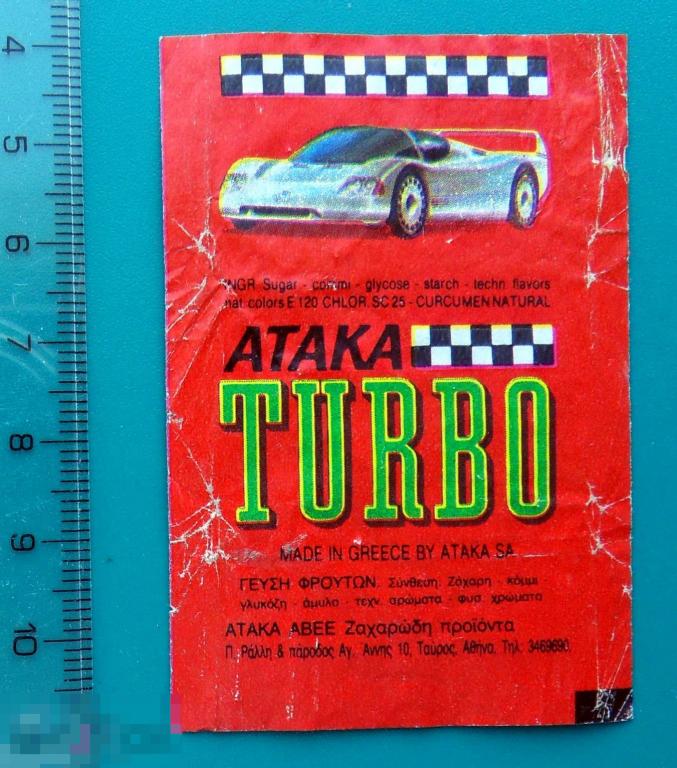 4
5
6
7
8
9
10
INGR Sugar - commi - glycose - starch - techn. flavors
nat. colors E 120 CHLOR. SC 25 - CURCUMEN NATURAL
ATAKA
TURBO
MADE IN GREECE BY ATAKA SA
ΓΕΥΣΗ ΦΡΟΥΤΩΝ. Σύνθεση: Ζάχαρη - κόμμι -
γλυκόζη - άμυλο - τεχν. αρώματα - φυσ. χρώματα
ΑΤΑΚΑ ΑΒΕΕ Ζαχαρώδη προϊόντα
Π. Ράλλη & πάροδος Αγ. Άννης 10, Ταύρος, Αθήνα, Τηλ: 3469690